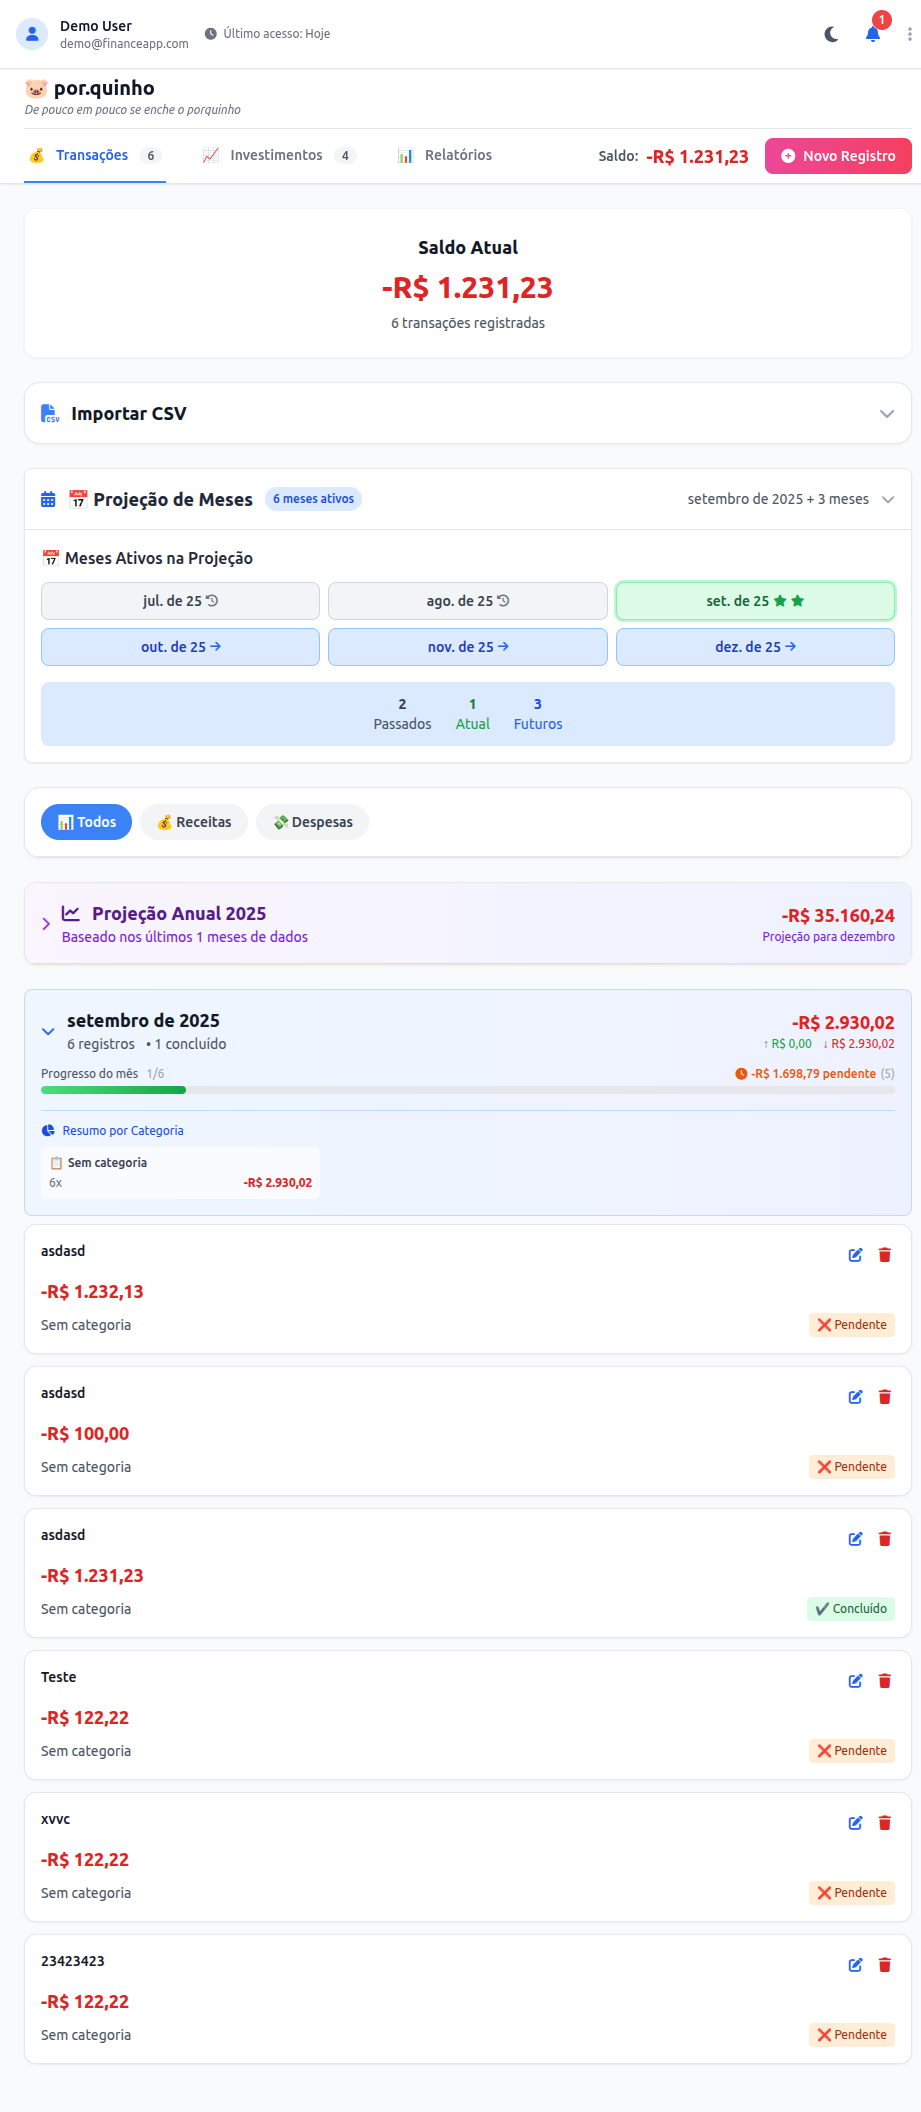 Demo User
demo@financeapp.com
Último acesso: Hoje
1
🐷 por.quinho
De pouco em pouco se enche o porquinho
💰 Transações 6
📈 Investimentos 4
📊 Relatórios
Saldo: -R$ 1.231,23
Novo Registro
Saldo Atual
-R$ 1.231,23
6 transações registradas
CSV Importar CSV
📅 Projeção de Meses 6 meses ativos
setembro de 2025 + 3 meses
📅 Meses Ativos na Projeção
jul. de 25
ago. de 25
set. de 25 ★ ★
out. de 25 →
nov. de 25 →
dez. de 25 →
2 1 3
Passados Atual Futuros
📊 Todos
💰 Receitas
💸 Despesas
Projeção Anual 2025
Baseado nos últimos 1 meses de dados
-R$ 35.160,24
Projeção para dezembro
setembro de 2025
6 registros • 1 concluído
-R$ 2.930,02
↑ R$ 0,00 ↓ R$ 2.930,02
Progresso do mês 1/6
-R$ 1.698,79 pendente (5)
Resumo por Categoria
📋 Sem categoria
6x -R$ 2.930,02
asdasd
-R$ 1.232,13
Sem categoria
❌ Pendente
asdasd
-R$ 100,00
Sem categoria
❌ Pendente
asdasd
-R$ 1.231,23
Sem categoria
✔ Concluído
Teste
-R$ 122,22
Sem categoria
❌ Pendente
xvvc
-R$ 122,22
Sem categoria
❌ Pendente
23423423
-R$ 122,22
Sem categoria
❌ Pendente